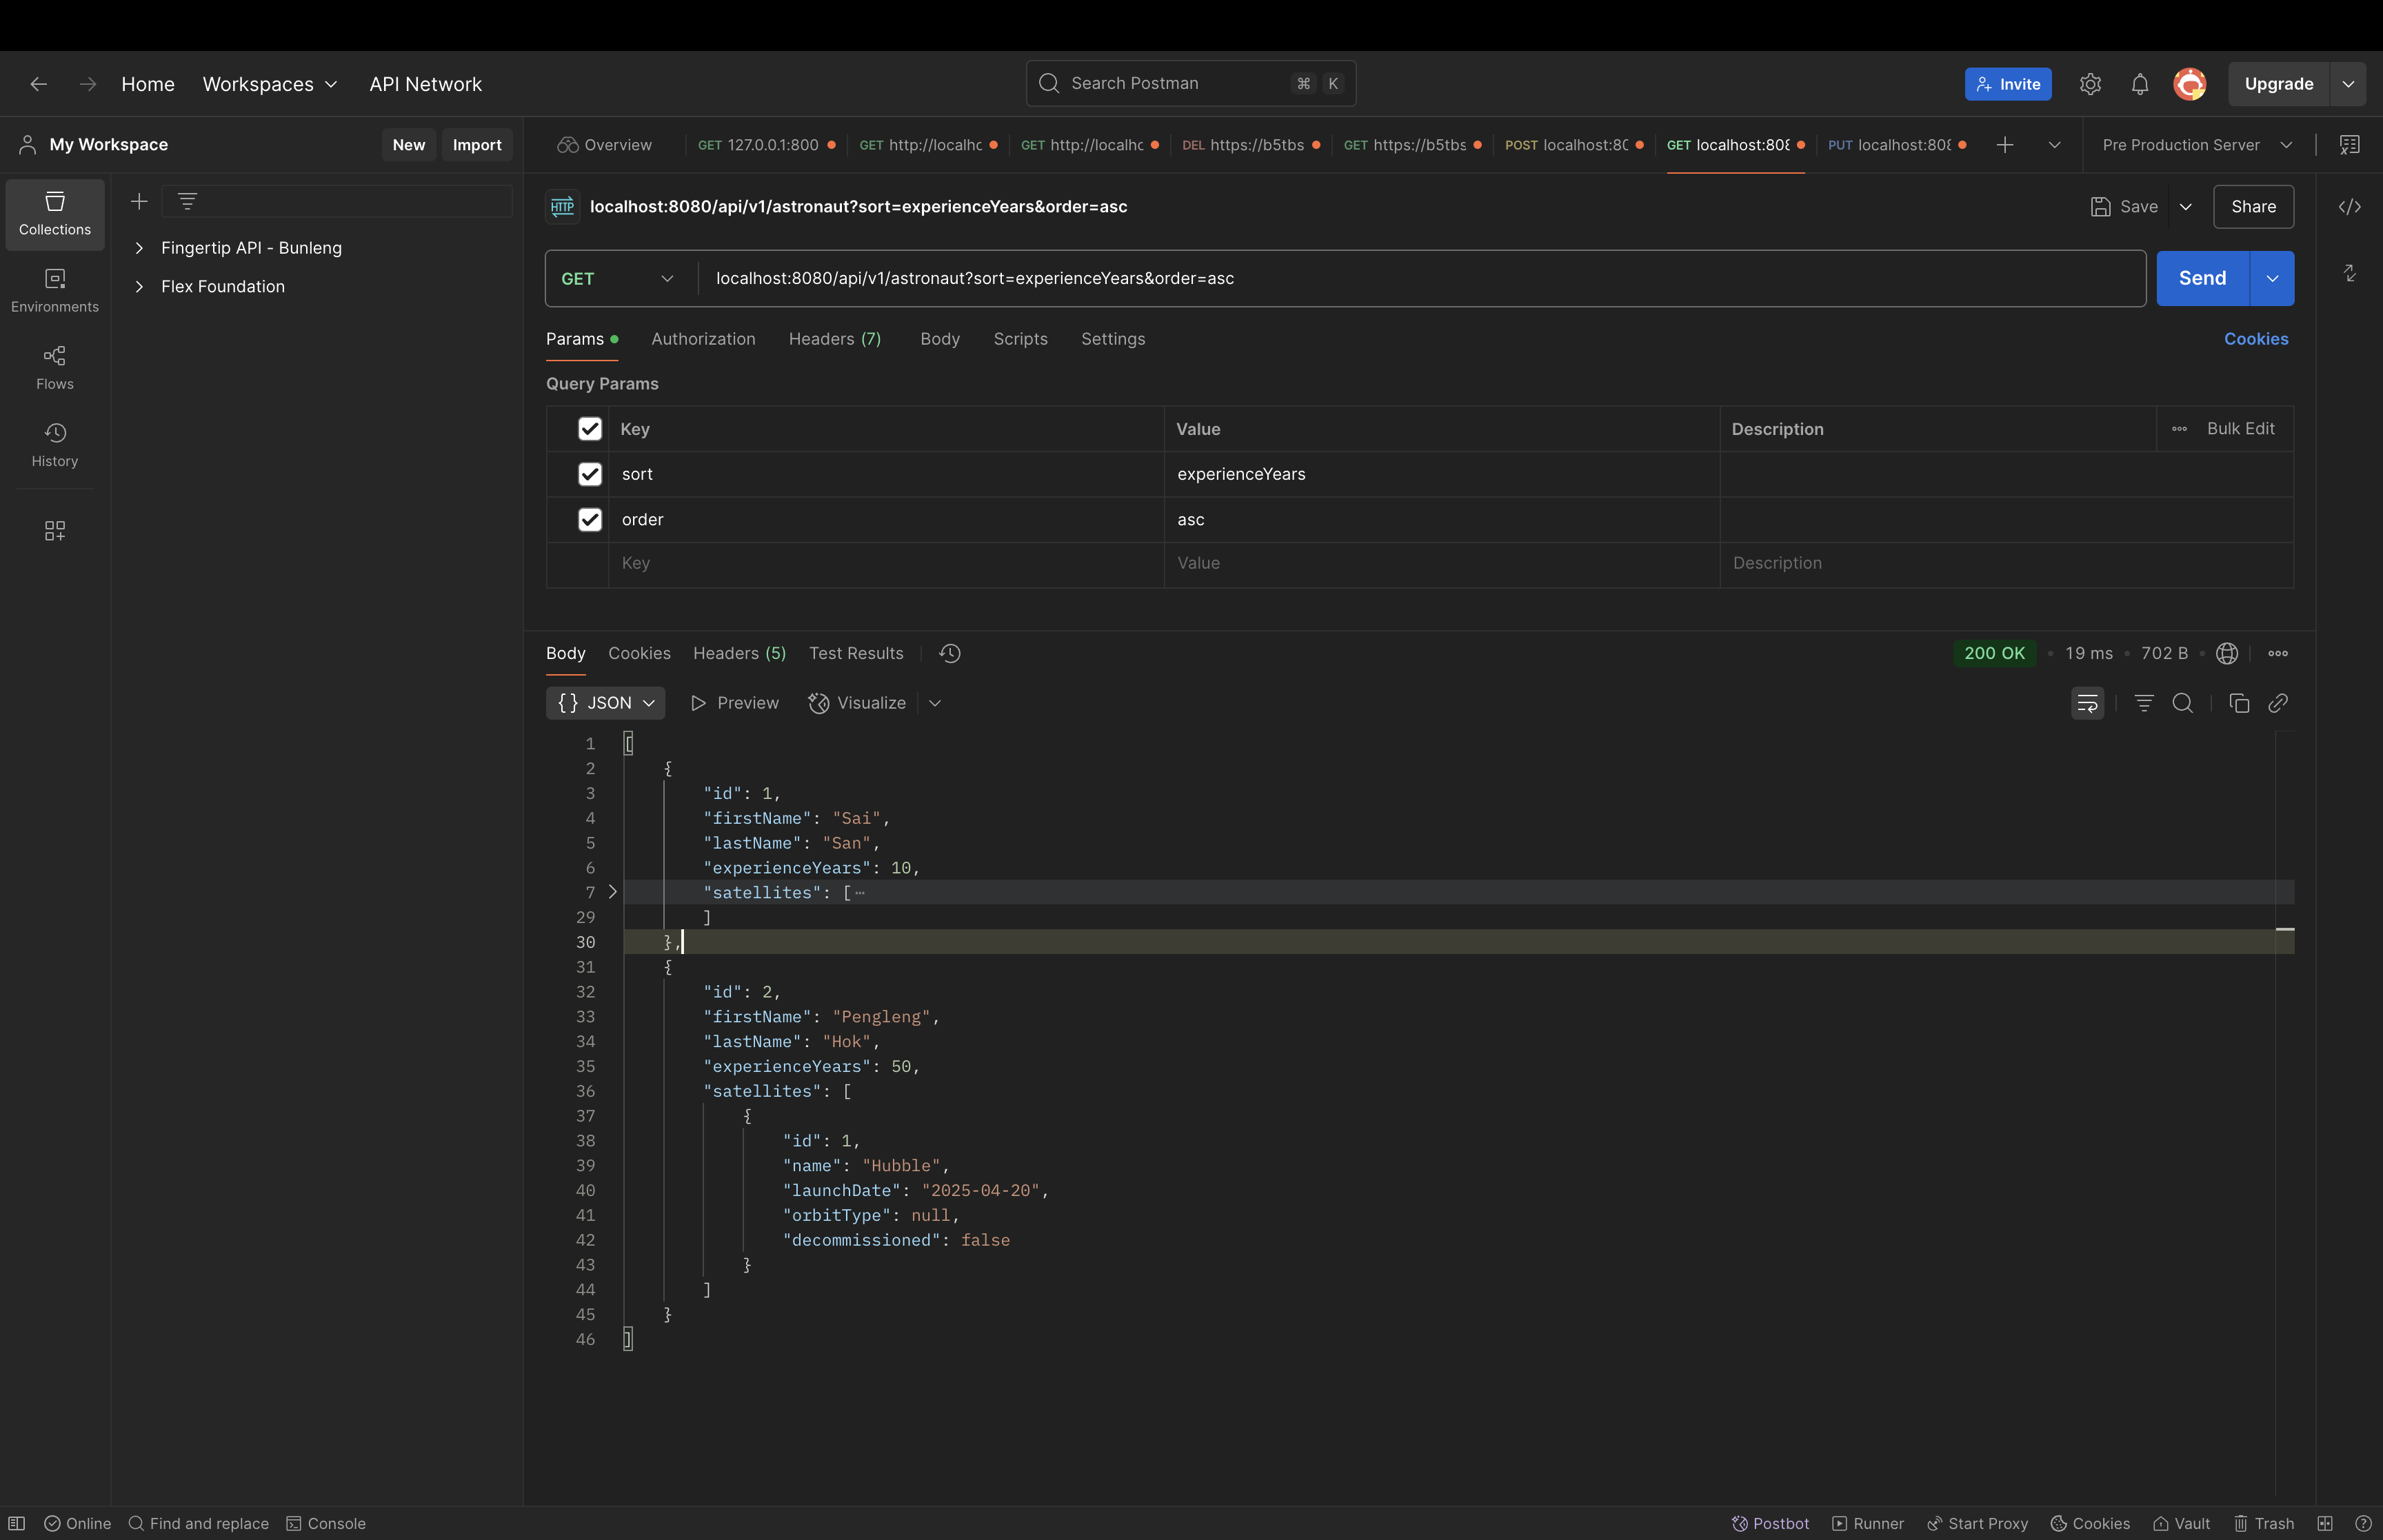 Home Workspaces API Network Search Postman ⌘ K Invite Upgrade
My Workspace New Import Overview GET 127.0.0.1:800 GET http://localhc GET http://localhc DEL https://b5tbs GET https://b5tbs POST localhost:80 GET localhost:808 PUT localhost:808 Pre Production Server
Collections
Environments
Flows
History
Fingertip API - Bunleng
Flex Foundation
HTTP localhost:8080/api/v1/astronaut?sort=experienceYears&order=asc Save Share
GET localhost:8080/api/v1/astronaut?sort=experienceYears&order=asc Send
Params Authorization Headers (7) Body Scripts Settings Cookies
Query Params
Key Value Description Bulk Edit
sort experienceYears
order asc
Key Value Description
Body Cookies Headers (5) Test Results 200 OK 19 ms 702 B
{} JSON Preview Visualize
1 [
2 {
3 "id": 1,
4 "firstName": "Sai",
5 "lastName": "San",
6 "experienceYears": 10,
7 "satellites": [⋯
29 ]
30 },
31 {
32 "id": 2,
33 "firstName": "Pengleng",
34 "lastName": "Hok",
35 "experienceYears": 50,
36 "satellites": [
37 {
38 "id": 1,
39 "name": "Hubble",
40 "launchDate": "2025-04-20",
41 "orbitType": null,
42 "decommissioned": false
43 }
44 ]
45 }
46 ]
Online Find and replace Console Postbot Runner Start Proxy Cookies Vault Trash